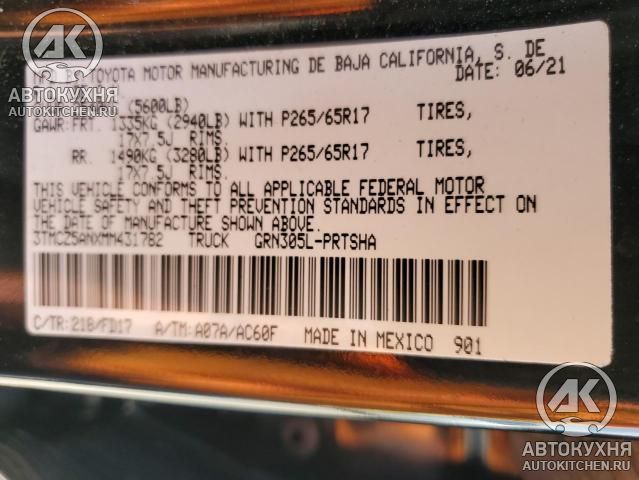 AK
АВТОКУХНЯ
AUTOKITCHEN.RU
TOYOTA MOTOR MANUFACTURING DE BAJA CALIFORNIA, S. DE
DATE: 06/21
(5600LB)
GAWR:FRT. 1335KG (2940LB) WITH P265/65R17 TIRES,
17X7.5J RIMS.
RR. 1490KG (3280LB) WITH P265/65R17 TIRES,
17X7.5J RIMS.
THIS VEHICLE CONFORMS TO ALL APPLICABLE FEDERAL MOTOR
VEHICLE SAFETY AND THEFT PREVENTION STANDARDS IN EFFECT ON
THE DATE OF MANUFACTURE SHOWN ABOVE.
3TMCZ5ANXMM431782 TRUCK GRN305L-PRTSHA
C/TR:218/FD17 A/TM:A07A/AC60F MADE IN MEXICO 901
AK
АВТОКУХНЯ
AUTOKITCHEN.RU